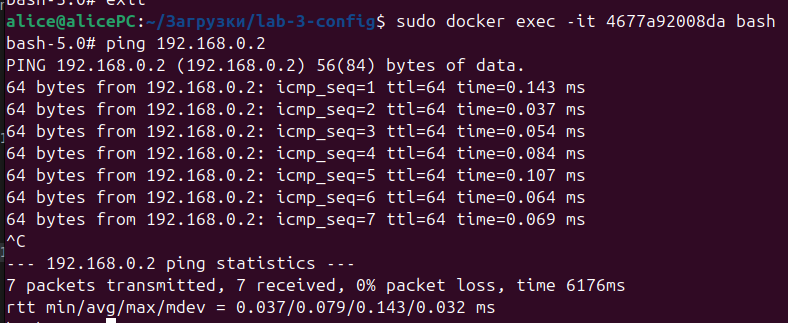 bash-5.0# exit
alice@alicePC:~/Загрузки/lab-3-config$ sudo docker exec -it 4677a92008da bash
bash-5.0# ping 192.168.0.2
PING 192.168.0.2 (192.168.0.2) 56(84) bytes of data.
64 bytes from 192.168.0.2: icmp_seq=1 ttl=64 time=0.143 ms
64 bytes from 192.168.0.2: icmp_seq=2 ttl=64 time=0.037 ms
64 bytes from 192.168.0.2: icmp_seq=3 ttl=64 time=0.054 ms
64 bytes from 192.168.0.2: icmp_seq=4 ttl=64 time=0.084 ms
64 bytes from 192.168.0.2: icmp_seq=5 ttl=64 time=0.107 ms
64 bytes from 192.168.0.2: icmp_seq=6 ttl=64 time=0.064 ms
64 bytes from 192.168.0.2: icmp_seq=7 ttl=64 time=0.069 ms
^C
--- 192.168.0.2 ping statistics ---
7 packets transmitted, 7 received, 0% packet loss, time 6176ms
rtt min/avg/max/mdev = 0.037/0.079/0.143/0.032 ms